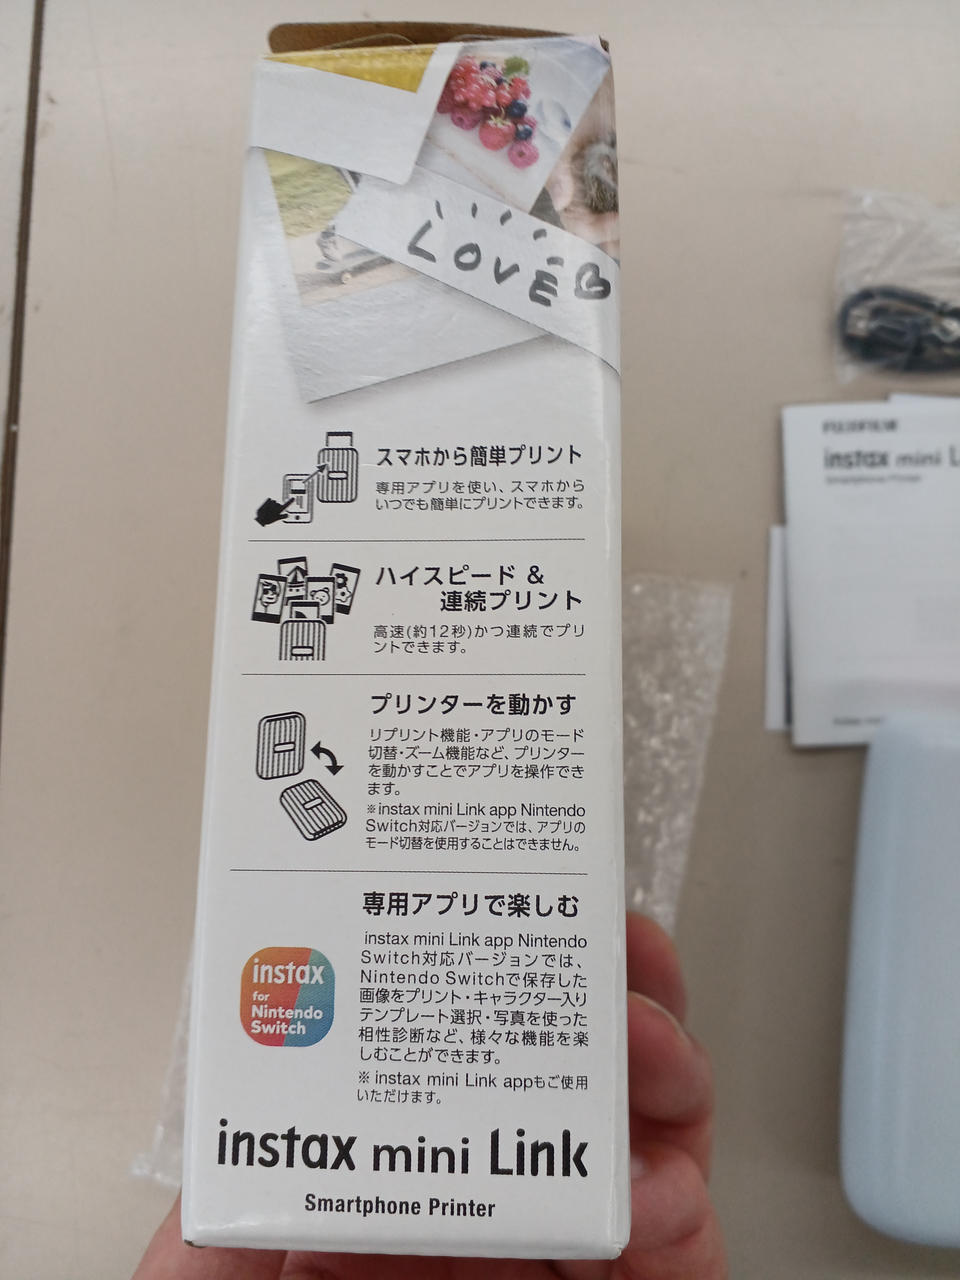 LOVE
スマホから簡単プリント
専用アプリを使い、スマホから
いつでも簡単にプリントできます。
ハイスピード &
連続プリント
高速(約12秒)かつ連続でプリ
ントできます。
プリンターを動かす
リプリント機能・アプリのモード
切替・ズーム機能など、プリンター
を動かすことでアプリを操作でき
ます。
※instax mini Link app Nintendo
Switch対応バージョンでは、アプリの
モード切替を使用することはできません。
専用アプリで楽しむ
instax mini Link app Nintendo
Switch対応バージョンでは、
Nintendo Switchで保存した
画像をプリント・キャラクター入り
テンプレート選択・写真を使った
相性診断など、様々な機能を楽
しむことができます。
※ instax mini Link appもご使用
いただけます。
instax
for
Nintendo
Switch
instax mini Link
Smartphone Printer
FUJIFILM
instax mini L
Smartphone Printer